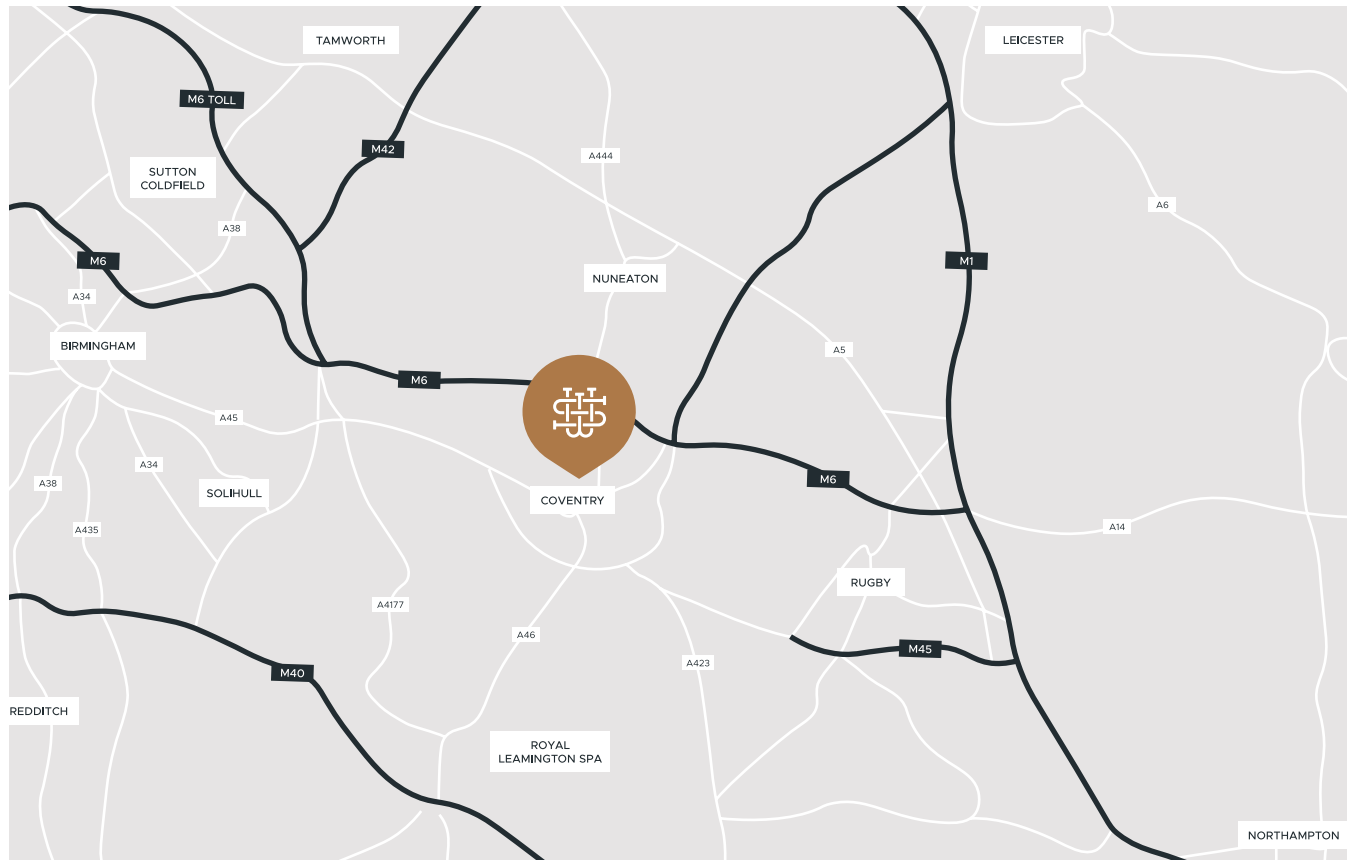 TAMWORTH
LEICESTER
M6 TOLL
M42
A444
SUTTON
COLDFIELD
A6
A38
M6
M1
NUNEATON
A34
BIRMINGHAM
A5
M6
A45
A34
M6
A38
SOLIHULL
COVENTRY
A435
A14
RUGBY
A4177
A46
M45
A423
M40
REDDITCH
ROYAL
LEAMINGTON SPA
NORTHAMPTON